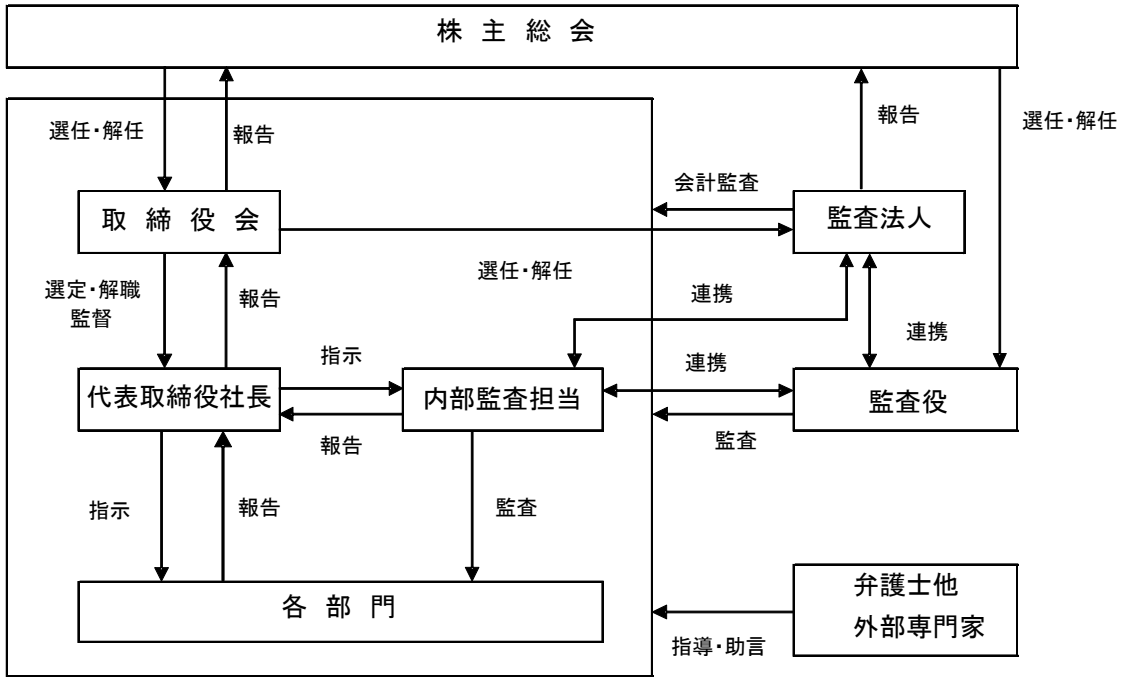 株主総会
選任・解任
報告
報告
選任・解任
会計監査
取締役会
監査法人
選任・解任
選定・解職
監督
報告
連携
連携
指示
連携
代表取締役社長
内部監査担当
監査役
報告
監査
指示
報告
監査
各部門
弁護士他
外部専門家
指導・助言